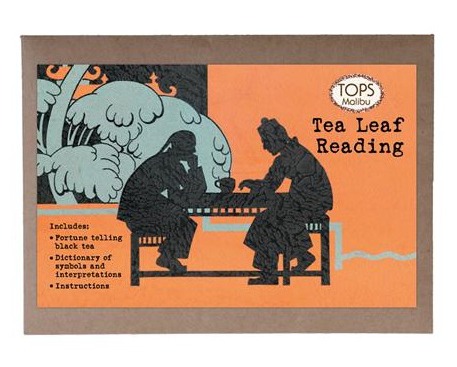 TOPS
Malibu
Tea Leaf
Reading
Includes:
• Fortune telling
black tea
• Dictionary of
symbols and
interpretations
• Instructions